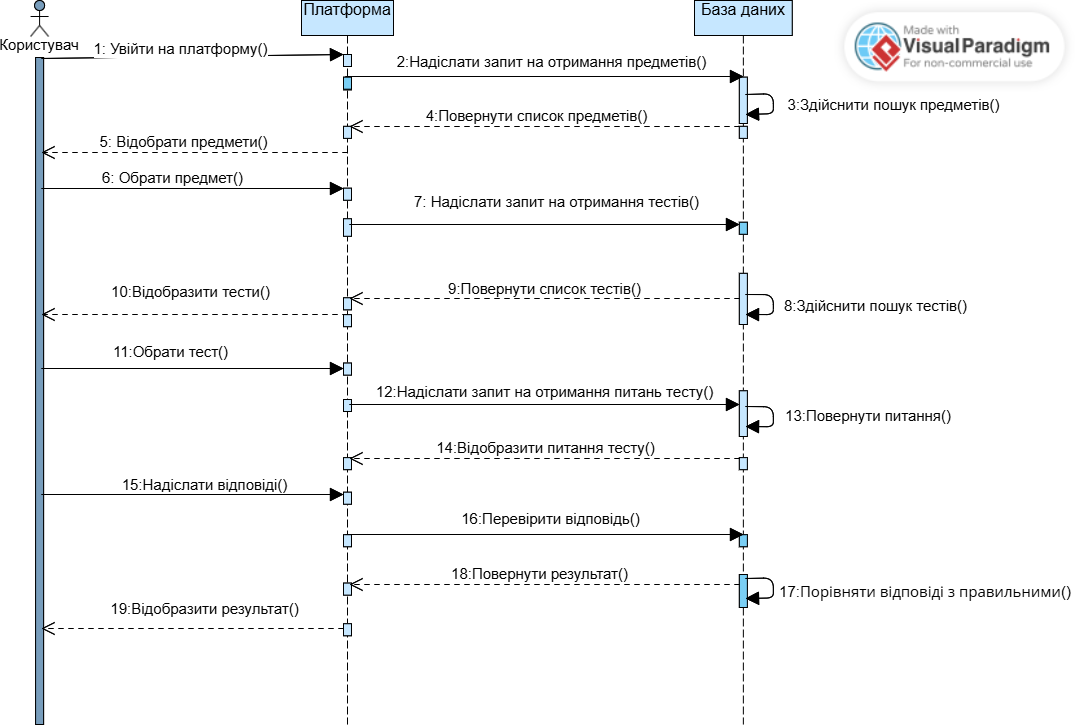 Платформа
База даних
Made with
Visual Paradigm
For non-commercial use
Користувач
1: Увійти на платформу()
2:Надіслати запит на отримання предметів()
3:Здійснити пошук предметів()
4:Повернути список предметів()
5: Відобрати предмети()
6: Обрати предмет()
7: Надіслати запит на отримання тестів()
10:Відобразити тести()
9:Повернути список тестів()
8:Здійснити пошук тестів()
11:Обрати тест()
12:Надіслати запит на отримання питань тесту()
13:Повернути питання()
14:Відобразити питання тесту()
15:Надіслати відповіді()
16:Перевірити відповідь()
18:Повернути результат()
17:Порівняти відповіді з правильними()
19:Відобразити результат()